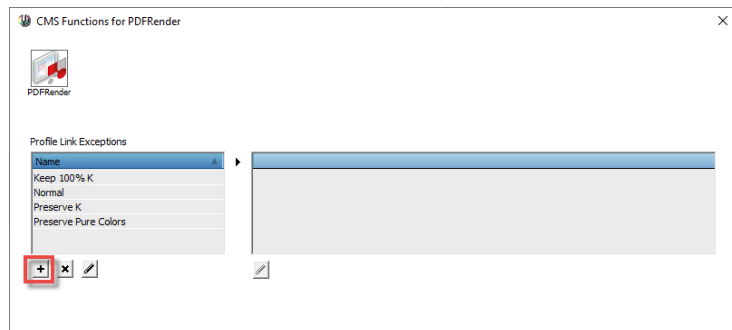 CMS Functions for PDFRender
PDFRender
Profile Link Exceptions
Name
Keep 100% K
Normal
Preserve K
Preserve Pure Colors